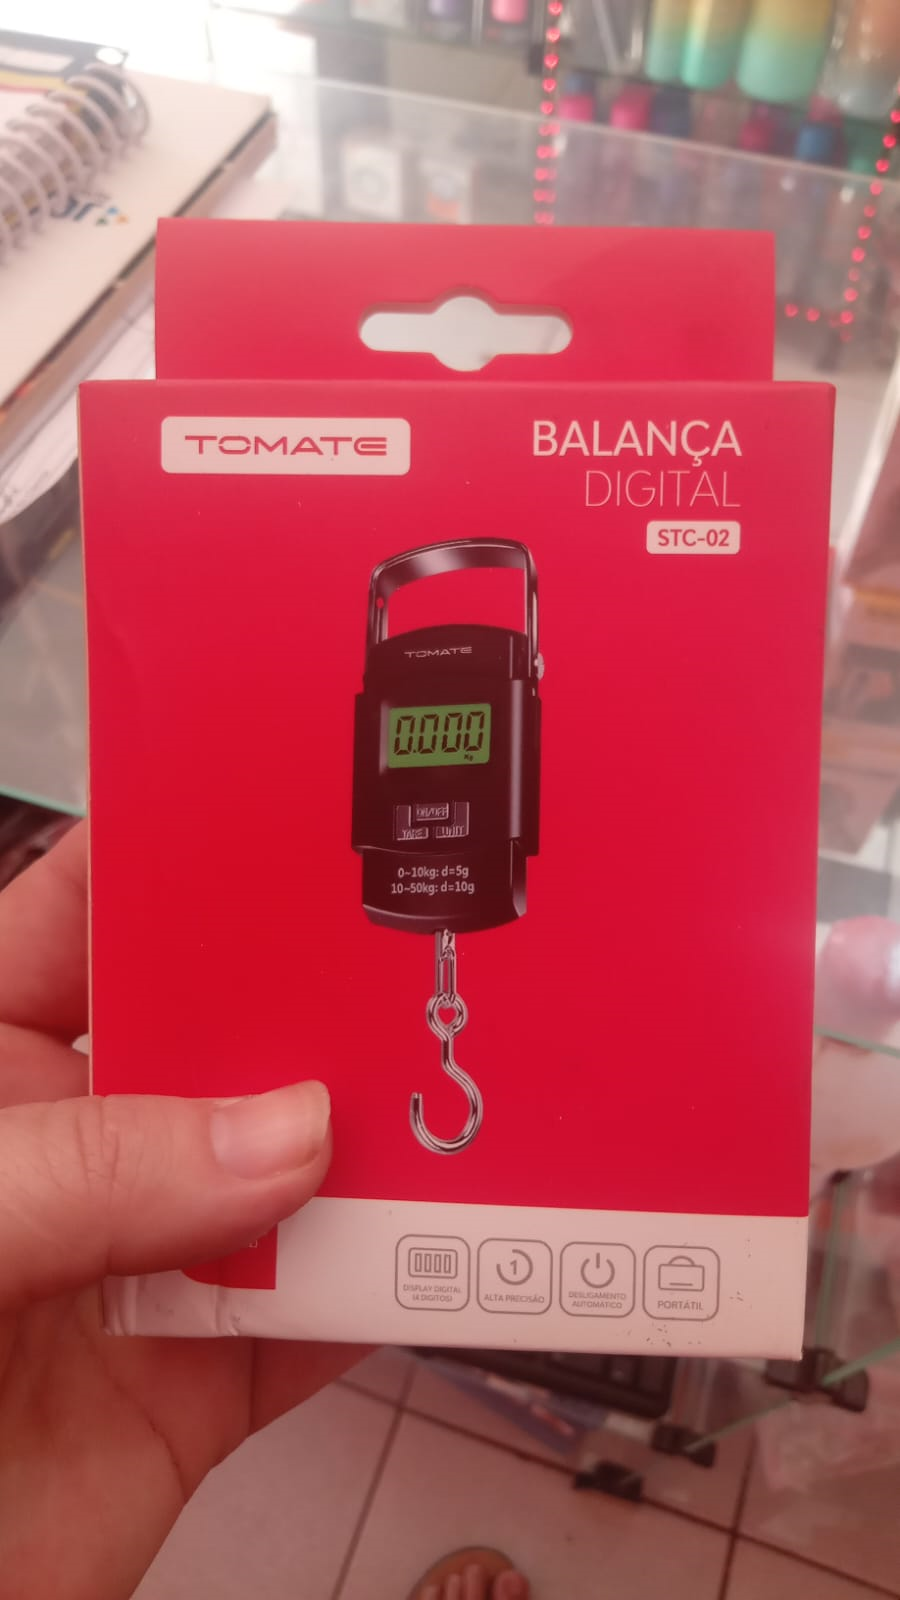 TOMATE
BALANÇA
DIGITAL
STC-02
TOMATE
0.000
Kg
ON/OFF
TARE UNIT
0~10kg: d=5g
10~50kg: d=10g
DISPLAY DIGITAL
(4 DIGITOS)
1
ALTA PRECISÃO
DESLIGAMENTO
AUTOMÁTICO
PORTÁTIL